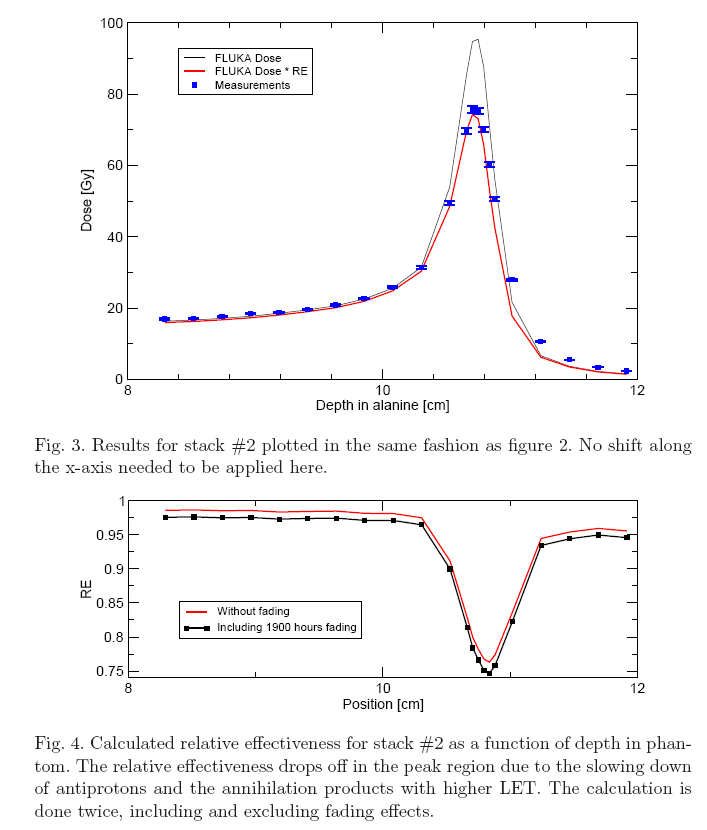 100
80
60
40
20
0
Dose [Gy]
FLUKA Dose
FLUKA Dose * RE
Measurements
8
10
12
Depth in alanine [cm]
Fig. 3. Results for stack #2 plotted in the same fashion as figure 2. No shift along
the x-axis needed to be applied here.
1
0.95
0.9
0.85
0.8
0.75
RE
Without fading
Including 1900 hours fading
8
10
12
Position [cm]
Fig. 4. Calculated relative effectiveness for stack #2 as a function of depth in phan-
tom. The relative effectiveness drops off in the peak region due to the slowing down
of antiprotons and the annihilation products with higher LET. The calculation is
done twice, including and excluding fading effects.